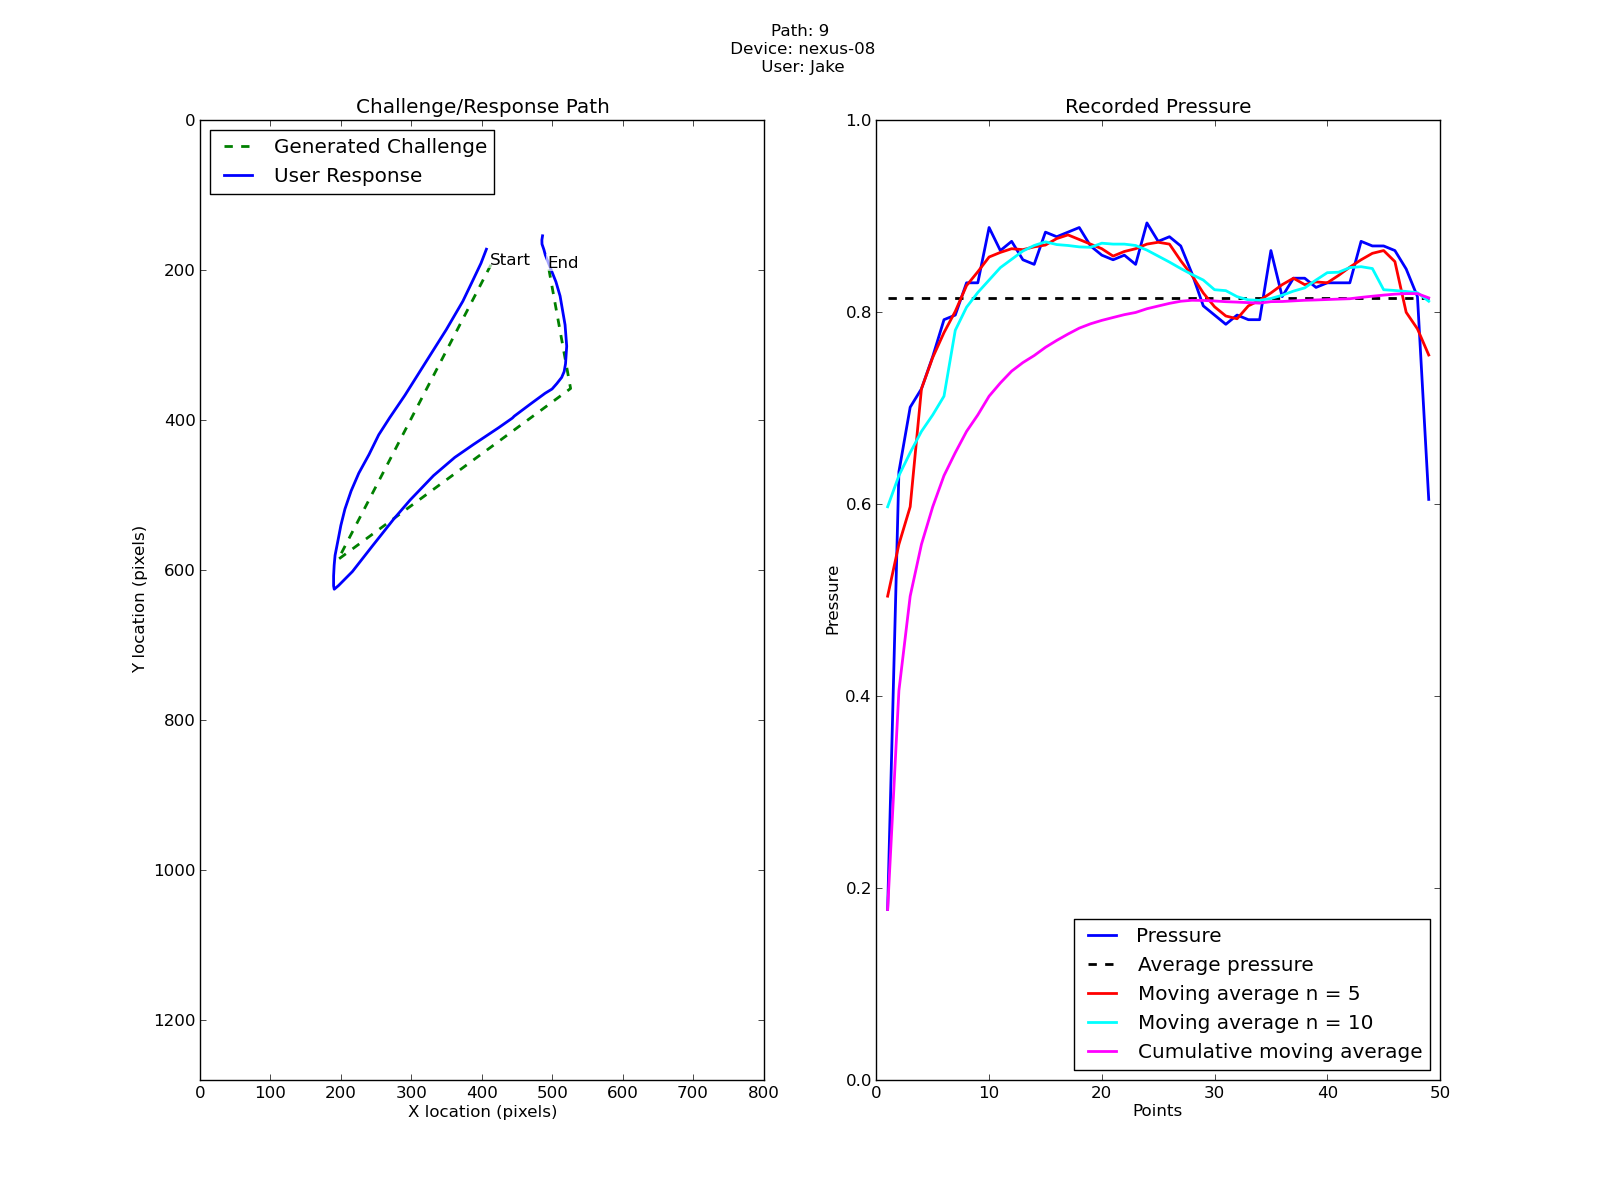 Path: 9
Device: nexus-08
User: Jake
Challenge/Response Path
Generated Challenge
User Response
Start
End
0
200
400
600
800
1000
1200
Y location (pixels)
0 100 200 300 400 500 600 700 800
X location (pixels)
Recorded Pressure
1.0
0.8
0.6
0.4
0.2
0.0
Pressure
Pressure
Average pressure
Moving average n = 5
Moving average n = 10
Cumulative moving average
0 10 20 30 40 50
Points